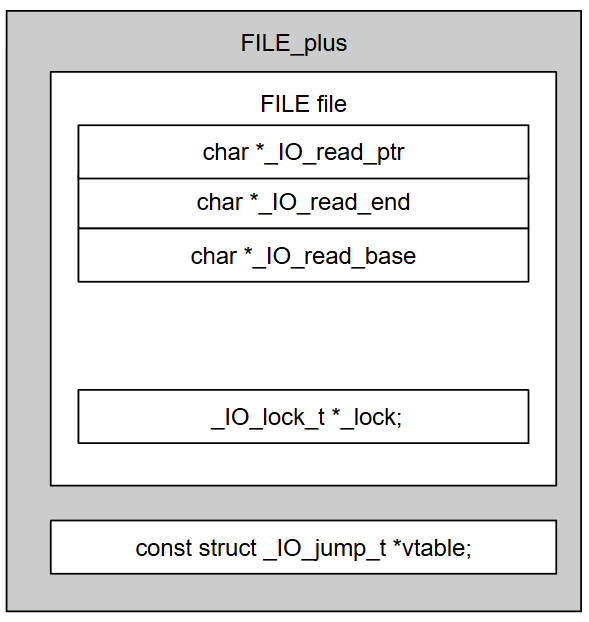 FILE_plus
FILE file
char *_IO_read_ptr
char *_IO_read_end
char *_IO_read_base
_IO_lock_t *_lock;
const struct _IO_jump_t *vtable;